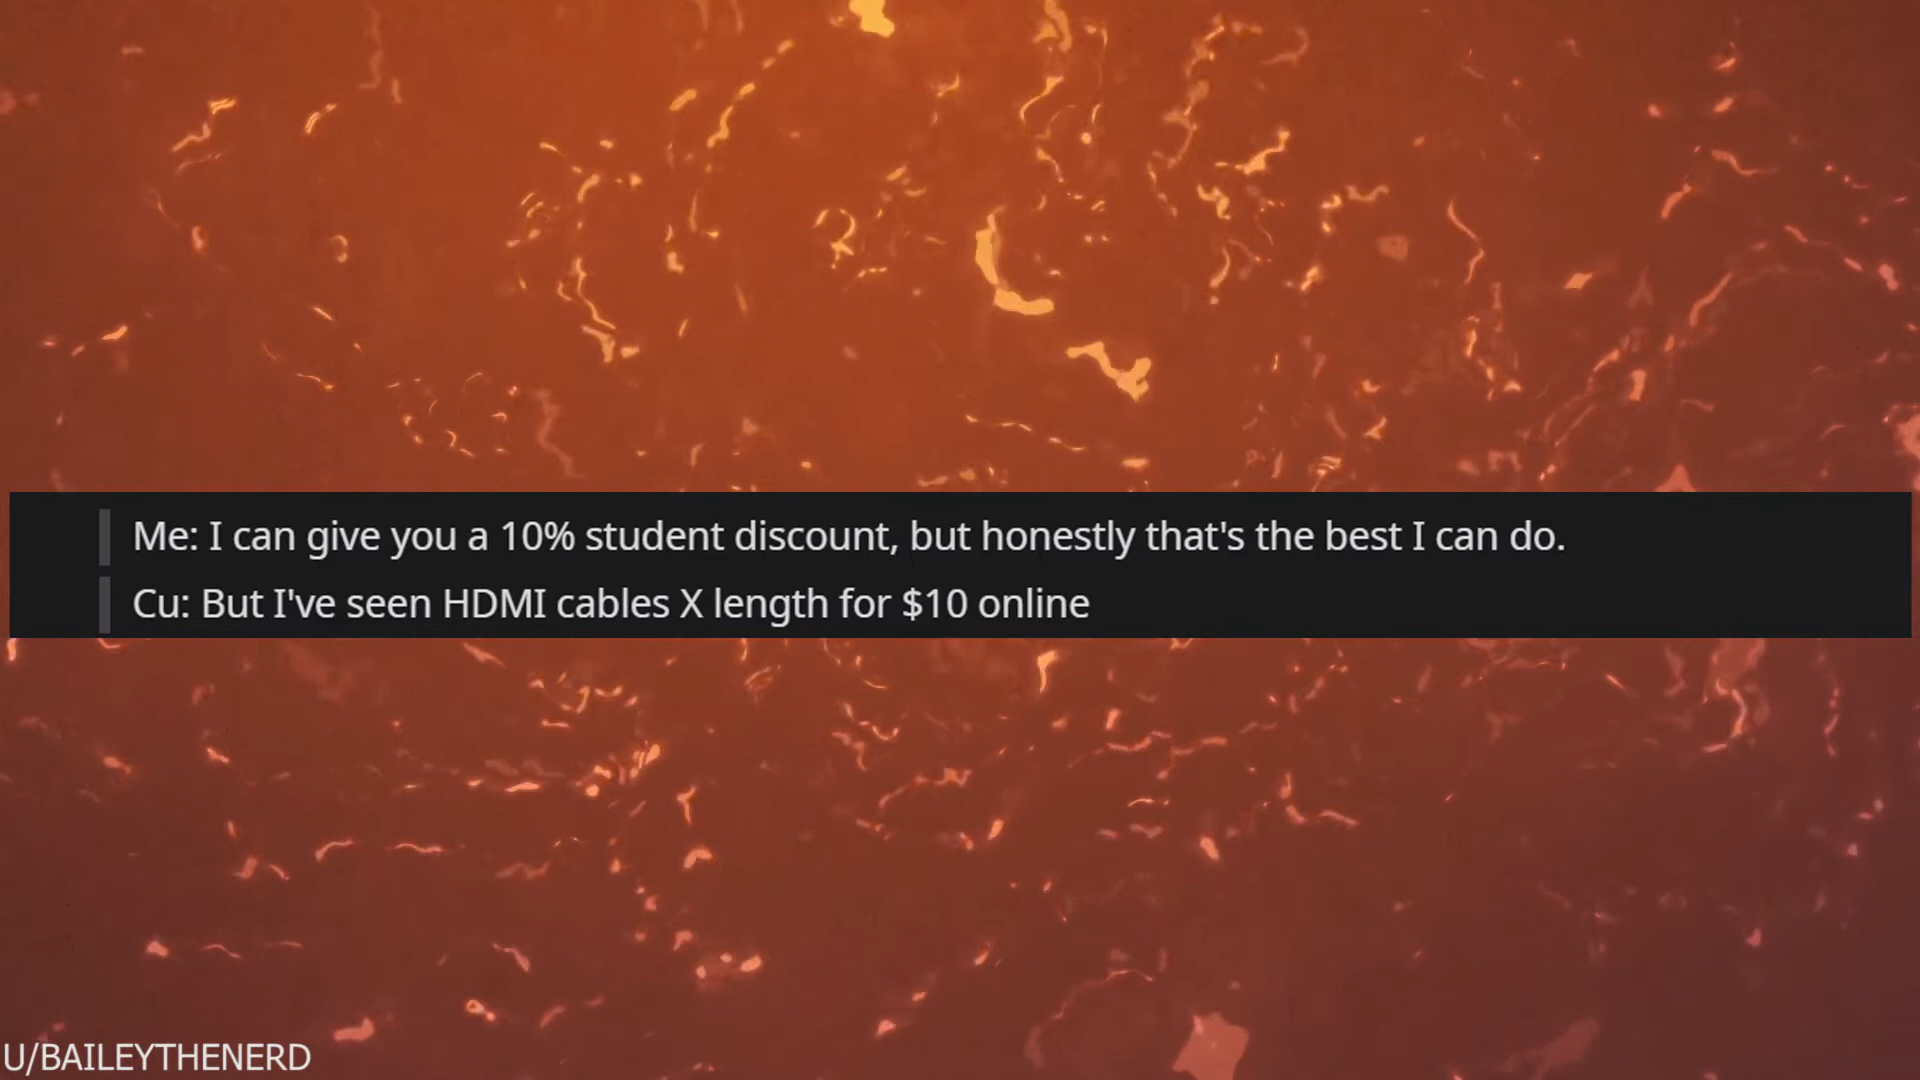 Me: I can give you a 10% student discount, but honestly that's the best I can do.
Cu: But I've seen HDMI cables X length for $10 online
U/BAILEYTHENERD